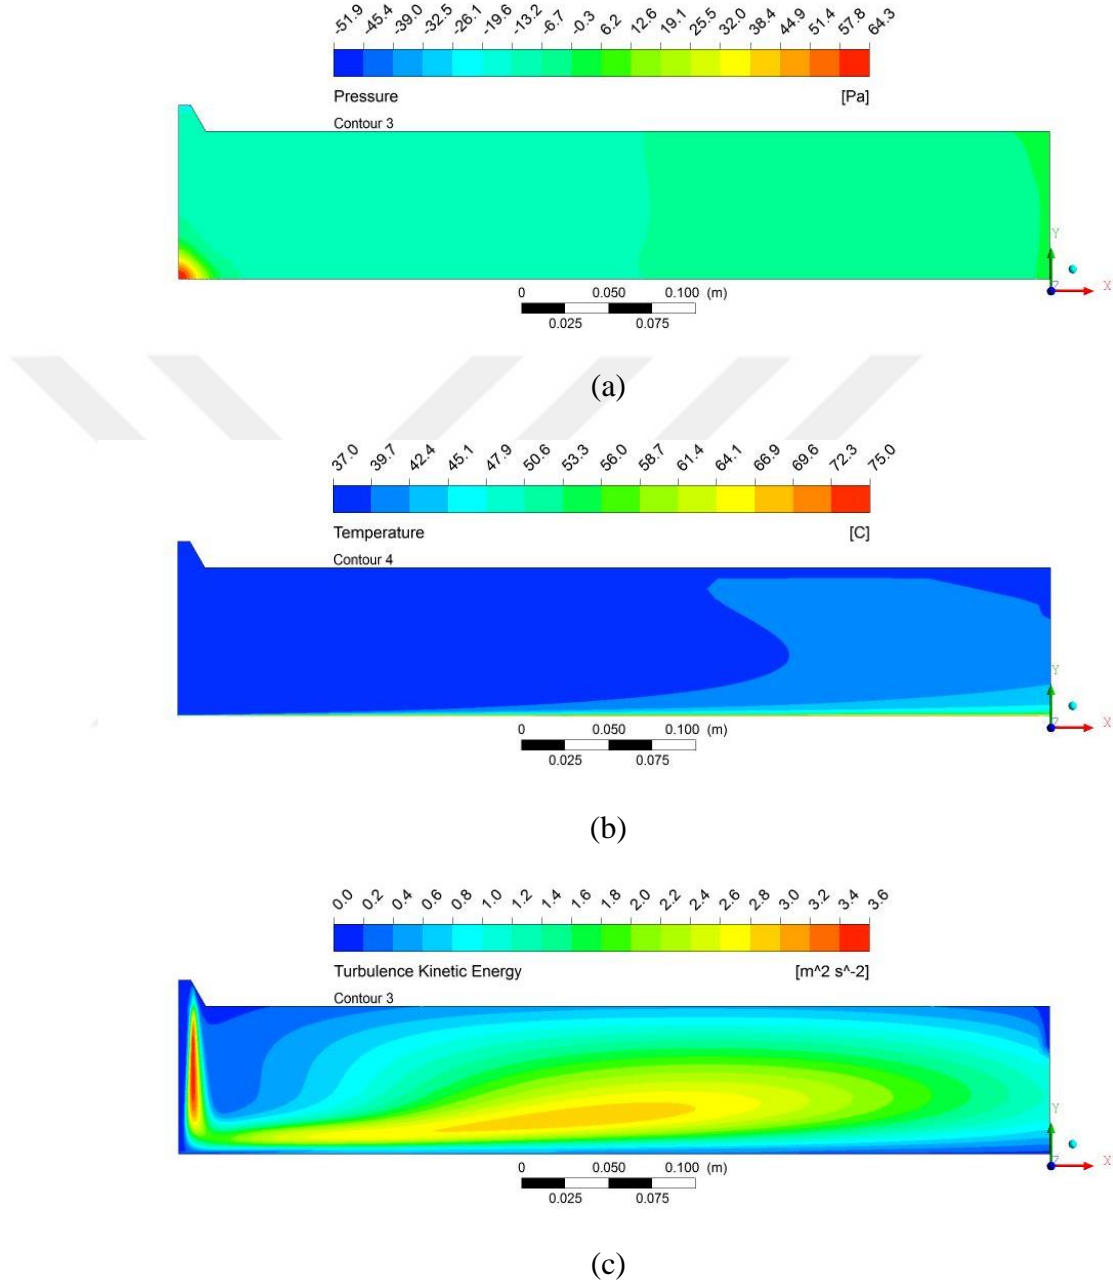 -51.9 -45.4 -39.0 -32.5 -26.1 -19.6 -13.2 -6.7 -0.3 6.2 12.6 19.1 25.5 32.0 38.4 44.9 51.4 57.8 64.3
Pressure [Pa]
Contour 3
Y
Z X
0 0.050 0.100 (m)
0.025 0.075
(a)
37.0 39.7 42.4 45.1 47.9 50.6 53.3 56.0 58.7 61.4 64.1 66.9 69.6 72.3 75.0
Temperature [C]
Contour 4
Y
Z X
0 0.050 0.100 (m)
0.025 0.075
(b)
0.0 0.2 0.4 0.6 0.8 1.0 1.2 1.4 1.6 1.8 2.0 2.2 2.4 2.6 2.8 3.0 3.2 3.4 3.6
Turbulence Kinetic Energy [m^2 s^-2]
Contour 3
Y
Z X
0 0.050 0.100 (m)
0.025 0.075
(c)